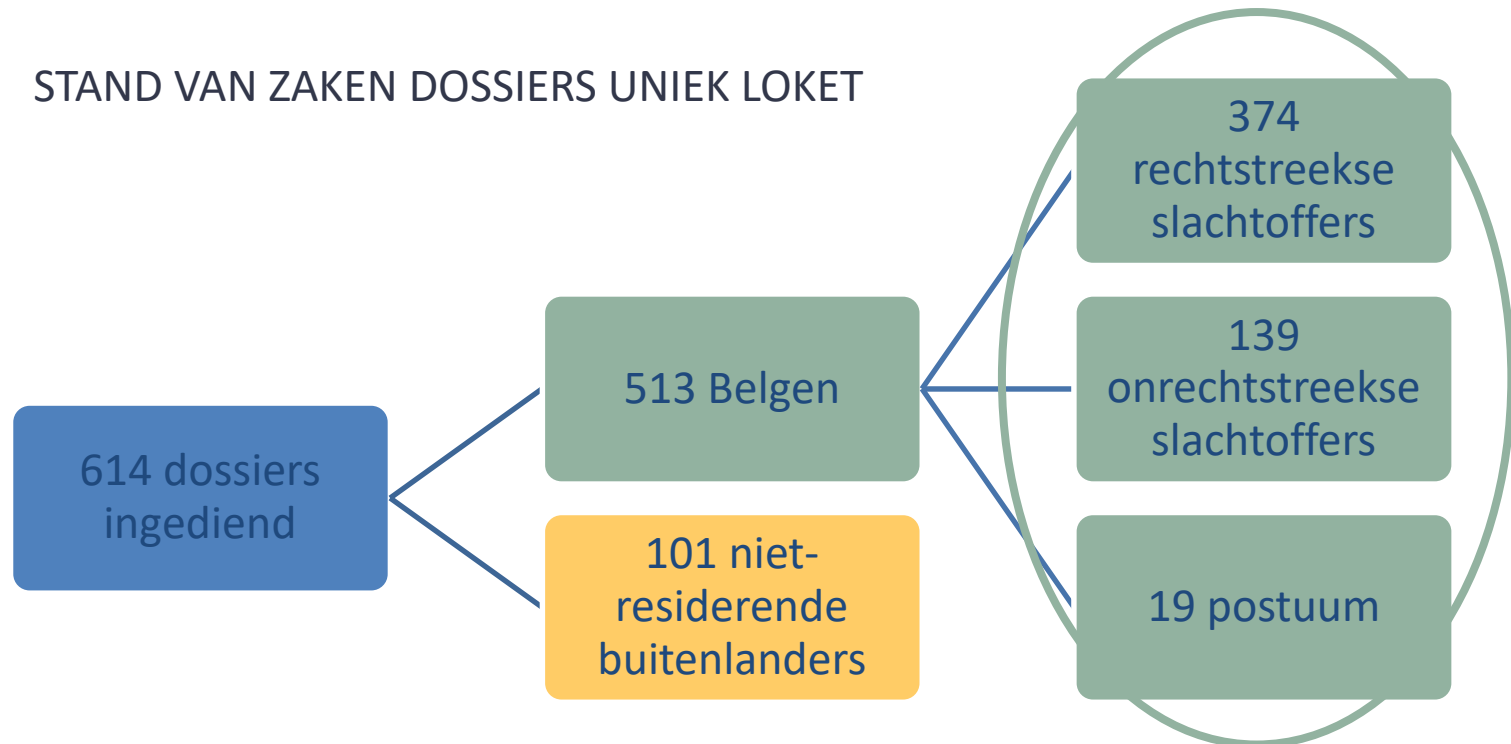 STAND VAN ZAKEN DOSSIERS UNIEK LOKET
614 dossiers
ingediend
513 Belgen
101 niet-
residerende
buitenlanders
374
rechtstreekse
slachtoffers
139
onrechtstreekse
slachtoffers
19 postuum